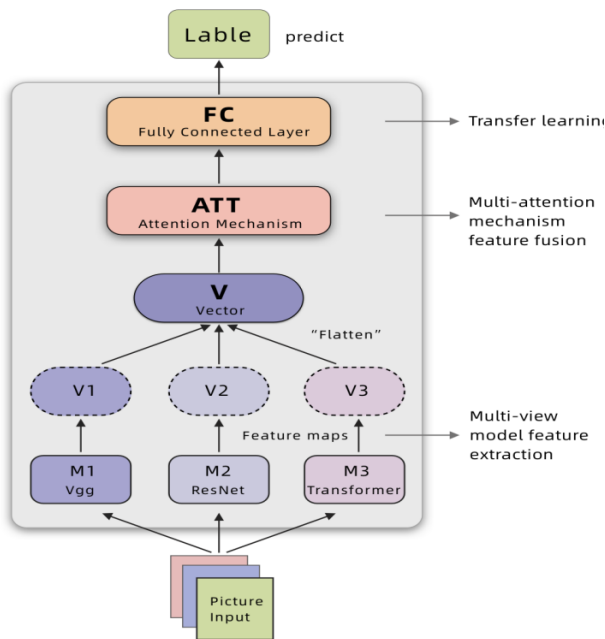 Lable
predict
FC
Fully Connected Layer
Transfer learning
ATT
Attention Mechanism
Multi-attention
mechanism
feature fusion
V
Vector
“Flatten”
V1
V2
V3
Feature maps
Multi-view
model feature
extraction
M1
Vgg
M2
ResNet
M3
Transformer
Picture
Input